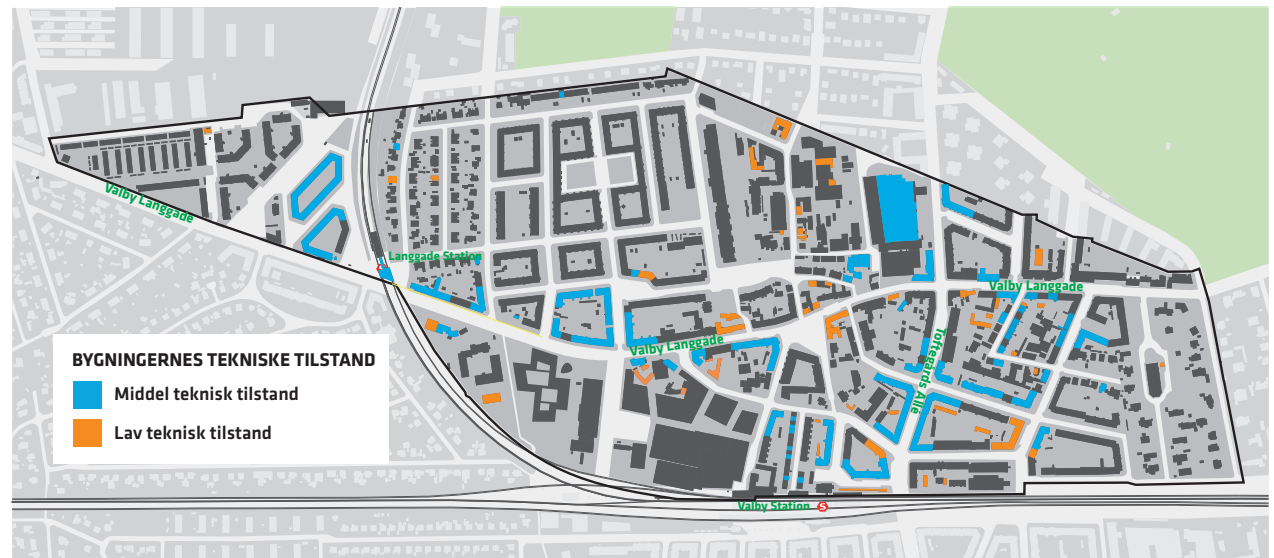 Valby Langgade
Langgade Station
Valby Langgade
Valby Langgade
Toftegårds Allé
BYGNINGERNES TEKNISKE TILSTAND
Middel teknisk tilstand
Lav teknisk tilstand
Valby Station S